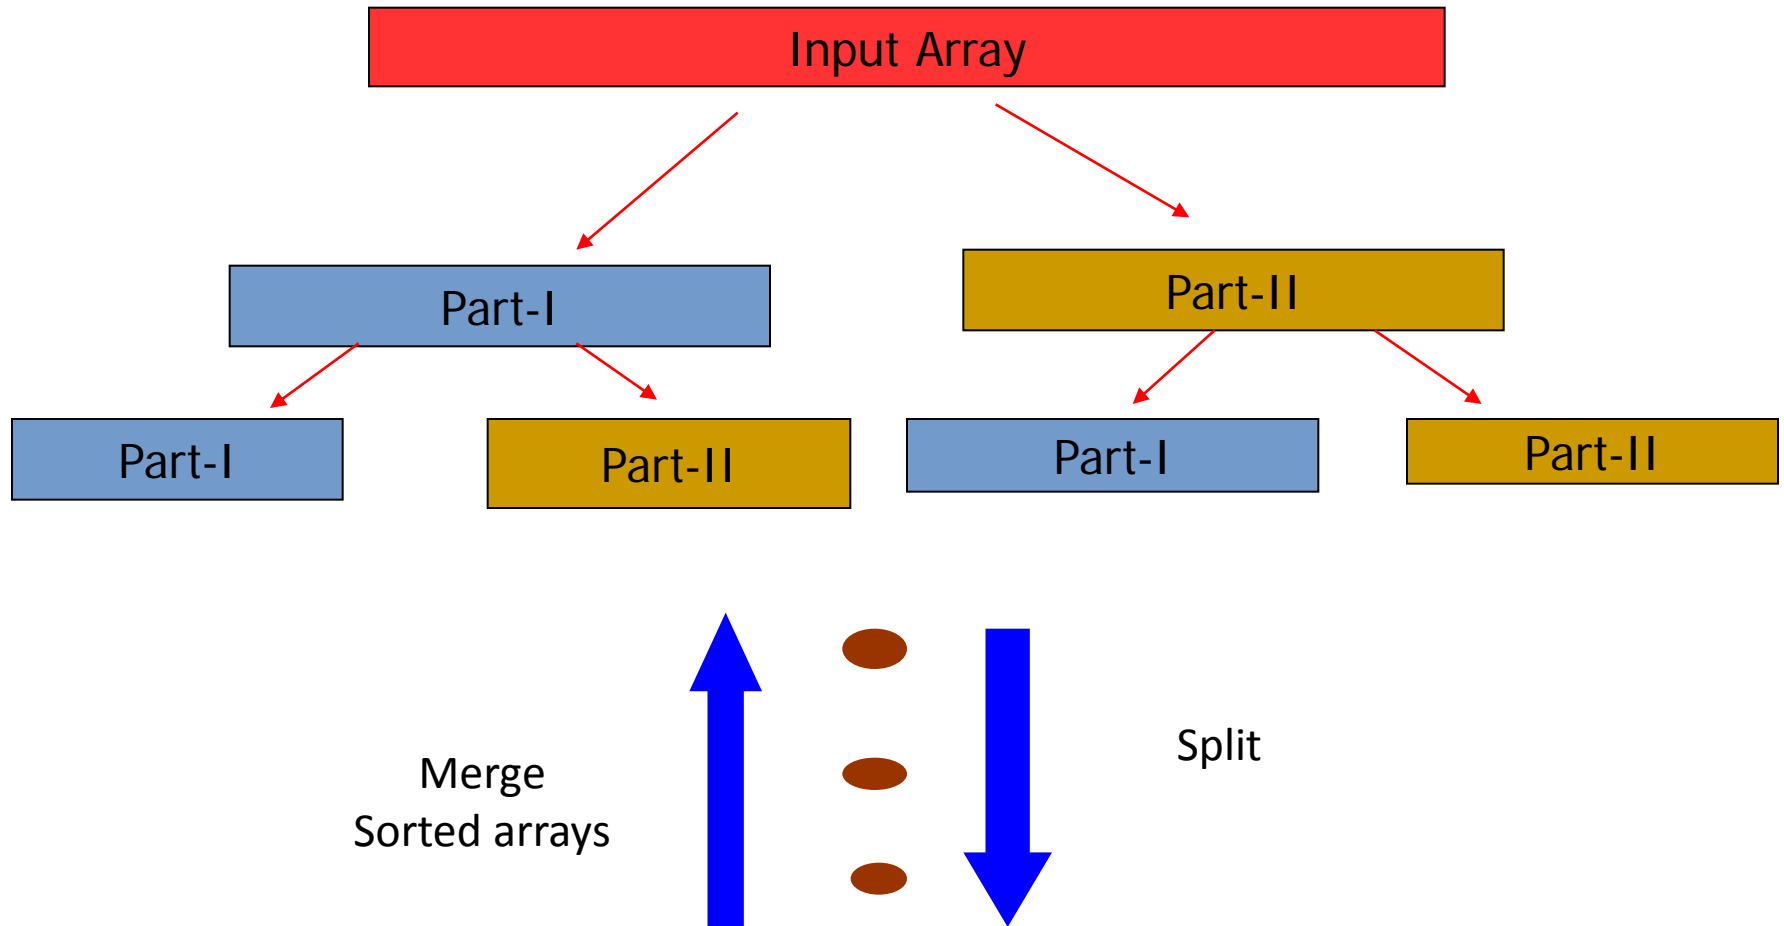 Input Array
Part-I
Part-II
Part-I
Part-II
Part-I
Part-II
Merge
Sorted arrays
Split